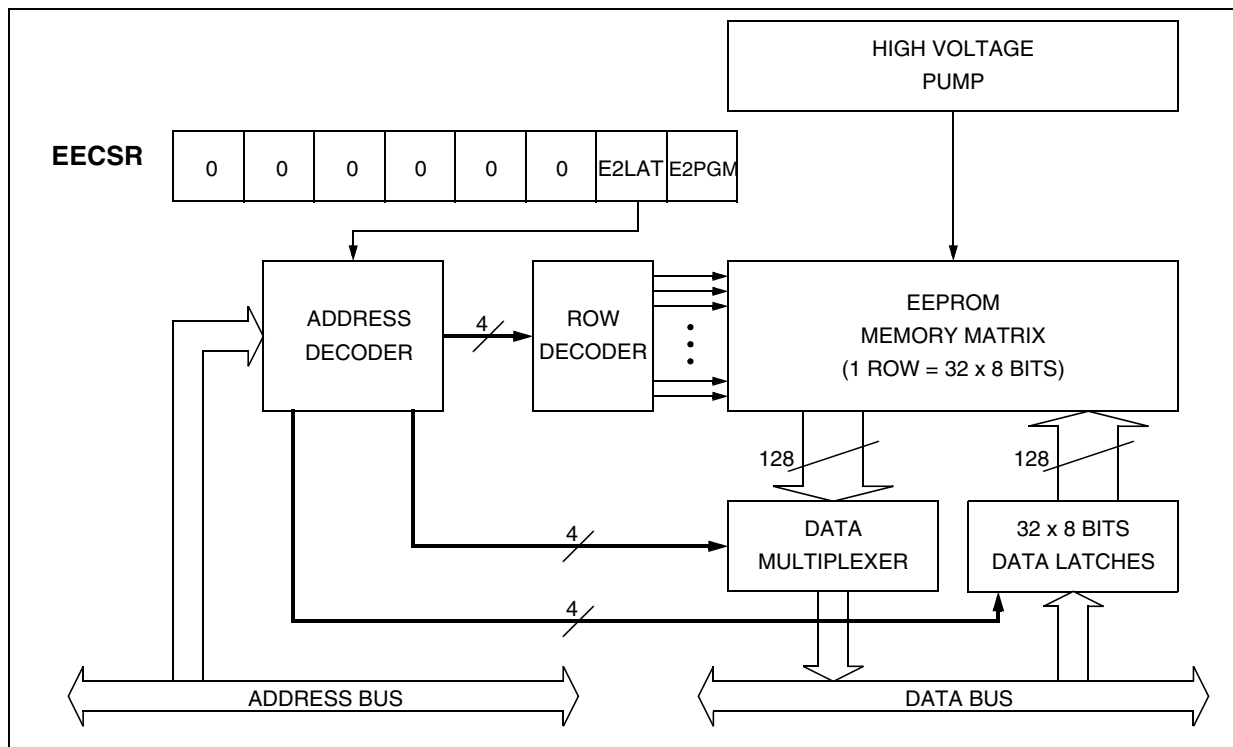 HIGH VOLTAGE
PUMP
EECSR
0 0 0 0 0 0 E2LAT E2PGM
ADDRESS
DECODER
4
ROW
DECODER
EEPROM
MEMORY MATRIX
(1 ROW = 32 x 8 BITS)
128
128
4
DATA
MULTIPLEXER
32 x 8 BITS
DATA LATCHES
4
ADDRESS BUS
DATA BUS